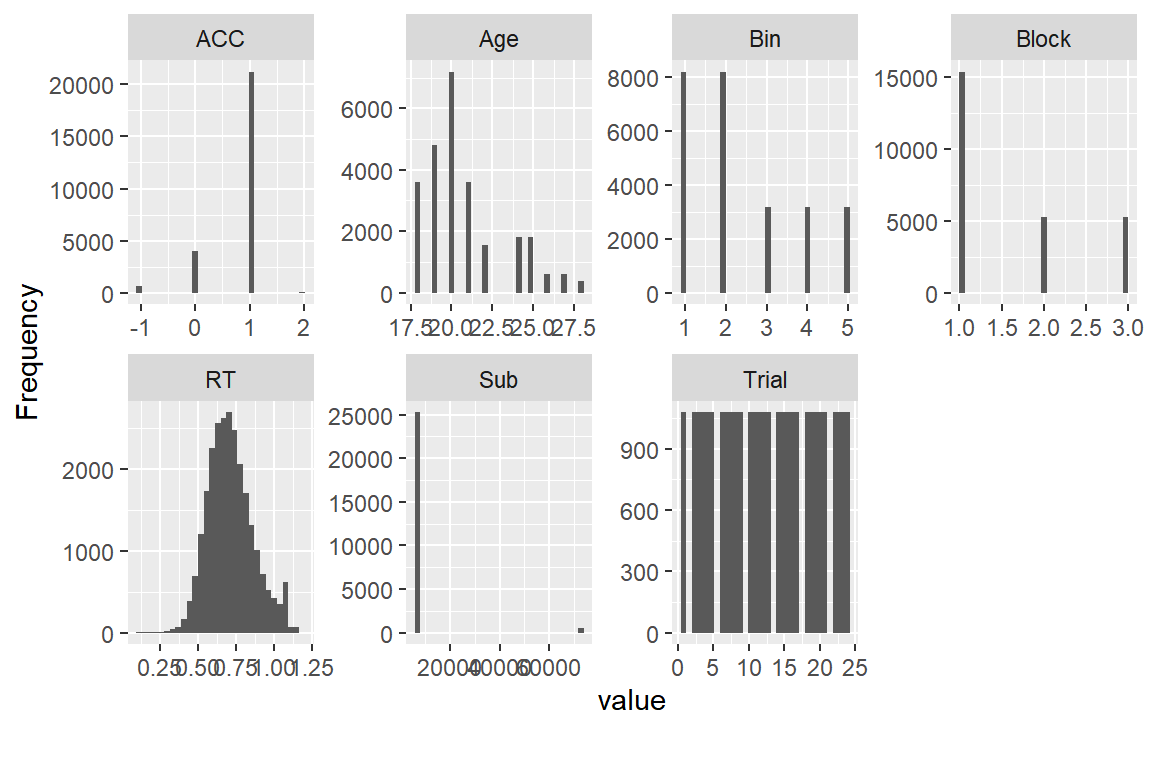 ACC
Age
Bin
Block
20000
15000
10000
5000
0
6000
4000
2000
0
8000
6000
4000
2000
0
15000
10000
5000
0
-1 0 1 2
17.5 20.0 22.5 25.0 27.5
1 2 3 4 5
1.0 1.5 2.0 2.5 3.0
Frequency
RT
Sub
Trial
2000
1000
0
25000
20000
15000
10000
5000
0
900
600
300
0
0.25 0.50 0.75 1.00 1.25
20000 40000 60000
0 5 10 15 20 25
value